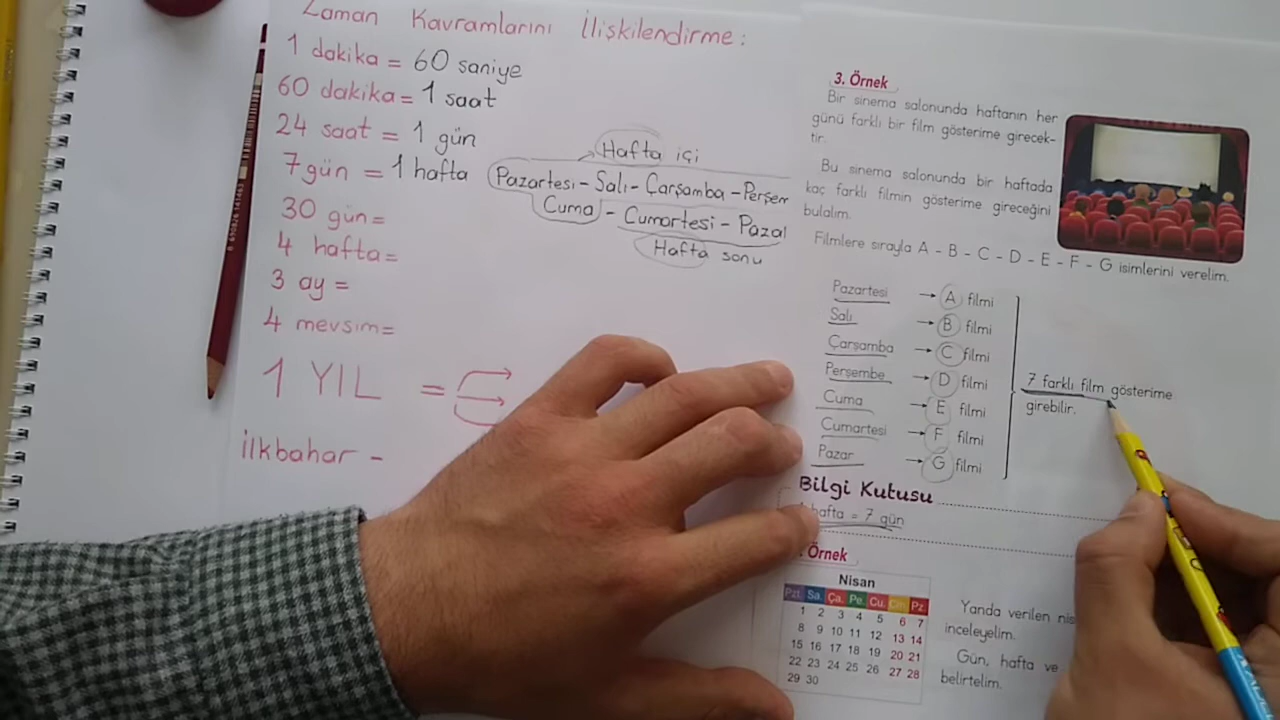 Zaman Kavramlarını İlişkilendirme:
1 dakika = 60 saniye
60 dakika = 1 saat
24 saat = 1 gün
7 gün = 1 hafta
30 gün =
4 hafta =
3 ay =
4 mevsim =
1 YIL =
İlkbahar -
Hafta içi
Pazartesi - Salı - Çarşamba - Perşem
Cuma - Cumartesi - Pazar
Hafta sonu
3. Örnek
Bir sinema salonunda haftanın her
günü farklı bir film gösterime girecek-
tir.
Bu sinema salonunda bir haftada
kaç farklı filmin gösterime gireceğini
bulalım.
Filmlere sırayla A - B - C - D - E - F - G isimlerini verelim.
Pazartesi → A filmi
Salı → B filmi
Çarşamba → C filmi
Perşembe → D filmi
Cuma → E filmi
Cumartesi → F filmi
Pazar → G filmi
7 farklı film gösterime
girebilir.
Bilgi Kutusu
hafta = 7 gün
Örnek
Nisan
Pzt. Sa. Ça. Pe. Cu. Cm. Pz.
1 2 3 4 5 6 7
8 9 10 11 12 13 14
15 16 17 18 19 20 21
22 23 24 25 26 27 28
29 30
Yanda verilen nis
inceleyelim.
Gün, hafta ve
belirtelim.